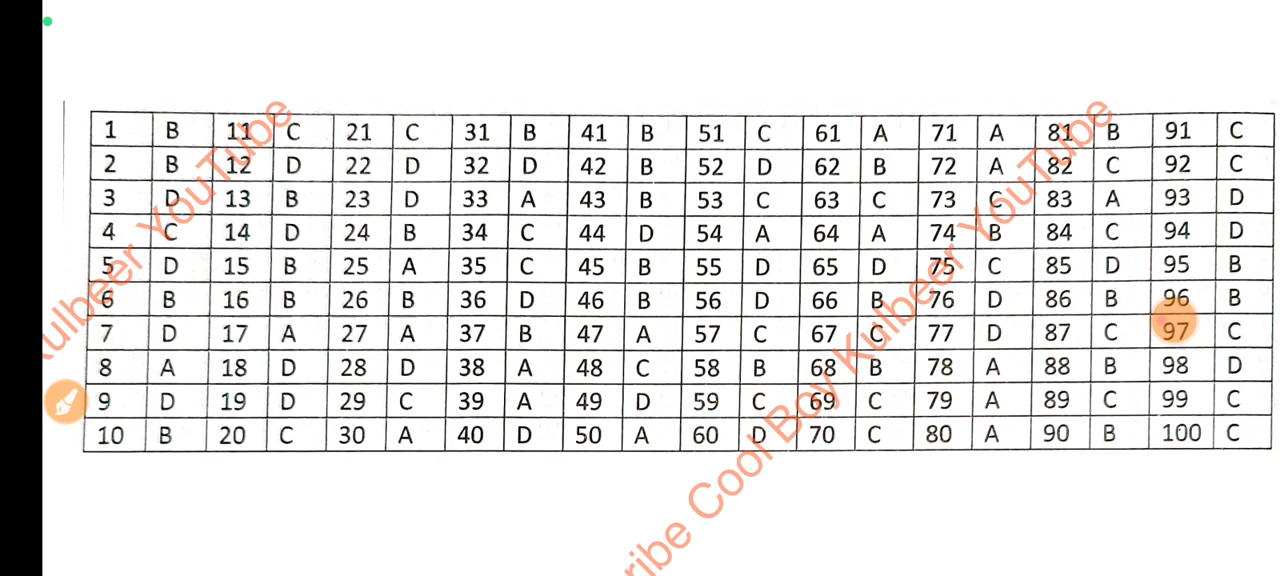 1 B 11 C 21 C 31 B 41 B 51 C 61 A 71 A 81 B 91 C
2 B 12 D 22 D 32 D 42 B 52 D 62 B 72 A 82 C 92 C
3 D 13 B 23 D 33 A 43 B 53 C 63 C 73 C 83 A 93 D
4 C 14 D 24 B 34 C 44 D 54 A 64 A 74 B 84 C 94 D
5 D 15 B 25 A 35 C 45 B 55 D 65 D 75 C 85 D 95 B
6 B 16 B 26 B 36 D 46 B 56 D 66 B 76 D 86 B 96 B
7 D 17 A 27 A 37 B 47 A 57 C 67 C 77 D 87 C 97 C
8 A 18 D 28 D 38 A 48 C 58 B 68 B 78 A 88 B 98 D
9 D 19 D 29 C 39 A 49 D 59 C 69 C 79 A 89 C 99 C
10 B 20 C 30 A 40 D 50 A 60 D 70 C 80 A 90 B 100 C
ulbeer YouTube
ribe Cool Boy Kulbeer YouTube